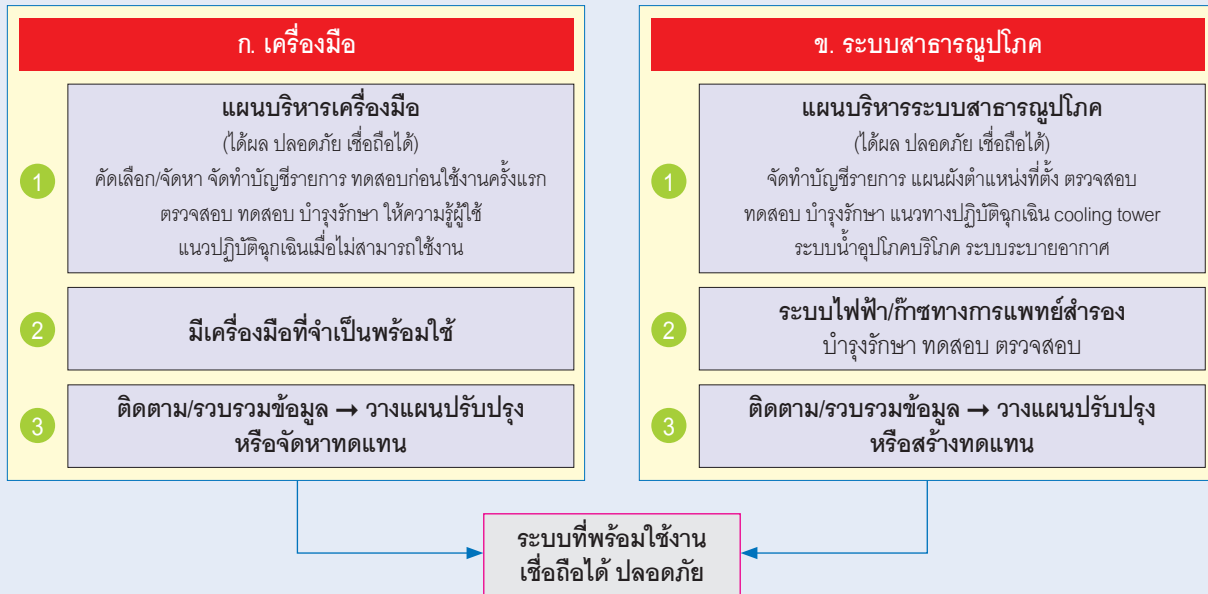 ก. เครื่องมือ
1
แผนบริหารเครื่องมือ
(ได้ผล ปลอดภัย เชื่อถือได้)
คัดเลือก/จัดหา จัดทำบัญชีรายการ ทดสอบก่อนใช้งานครั้งแรก
ตรวจสอบ ทดสอบ บำรุงรักษา ให้ความรู้ผู้ใช้
แนวปฏิบัติฉุกเฉินเมื่อไม่สามารถใช้งาน
2
มีเครื่องมือที่จำเป็นพร้อมใช้
3
ติดตาม/รวบรวมข้อมูล → วางแผนปรับปรุง
หรือจัดหาทดแทน
ข. ระบบสาธารณูปโภค
1
แผนบริหารระบบสาธารณูปโภค
(ได้ผล ปลอดภัย เชื่อถือได้)
จัดทำบัญชีรายการ แผนผังตำแหน่งที่ตั้ง ตรวจสอบ
ทดสอบ บำรุงรักษา แนวทางปฏิบัติฉุกเฉิน cooling tower
ระบบน้ำอุปโภคบริโภค ระบบระบายอากาศ
2
ระบบไฟฟ้า/ก๊าซทางการแพทย์สำรอง
บำรุงรักษา ทดสอบ ตรวจสอบ
3
ติดตาม/รวบรวมข้อมูล → วางแผนปรับปรุง
หรือสร้างทดแทน
ระบบที่พร้อมใช้งาน
เชื่อถือได้ ปลอดภัย